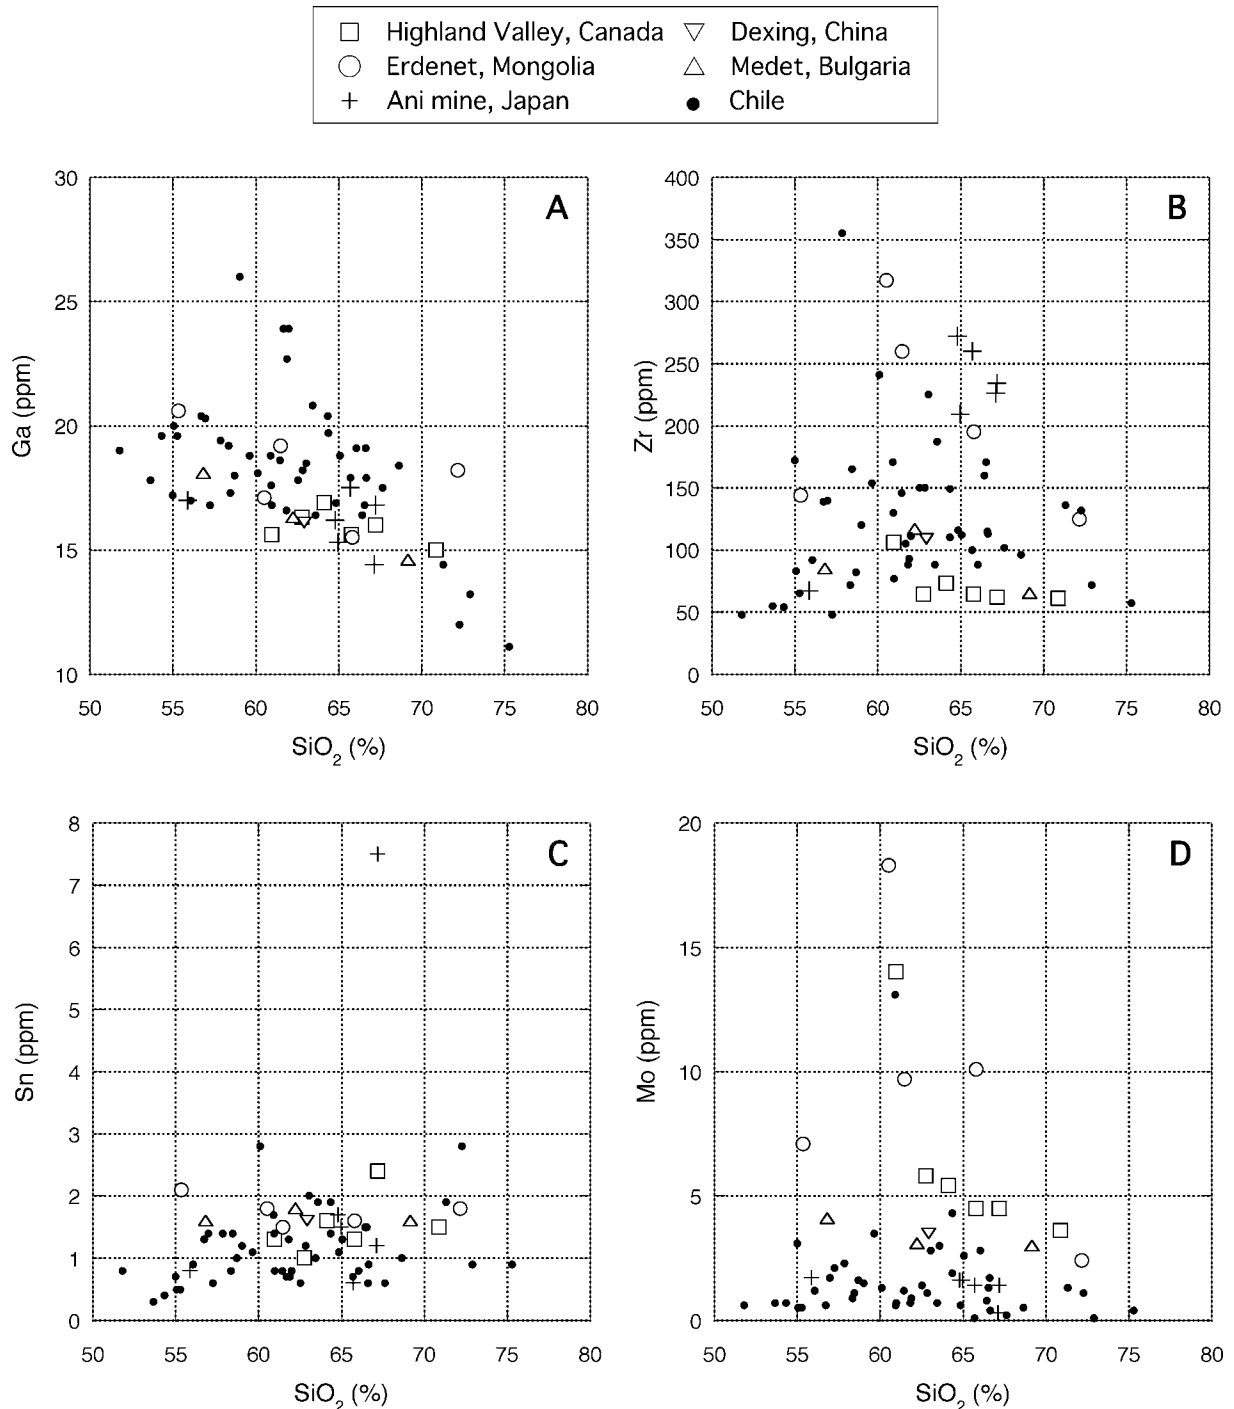 Highland Valley, Canada
Dexing, China
Erdenet, Mongolia
Medet, Bulgaria
Ani mine, Japan
Chile
A
30
25
20
15
10
Ga (ppm)
50 55 60 65 70 75 80
SiO2 (%)
B
400
350
300
250
200
150
100
50
0
Zr (ppm)
50 55 60 65 70 75 80
SiO2 (%)
C
8
7
6
5
4
3
2
1
0
Sn (ppm)
50 55 60 65 70 75 80
SiO2 (%)
D
20
15
10
5
0
Mo (ppm)
50 55 60 65 70 75 80
SiO2 (%)